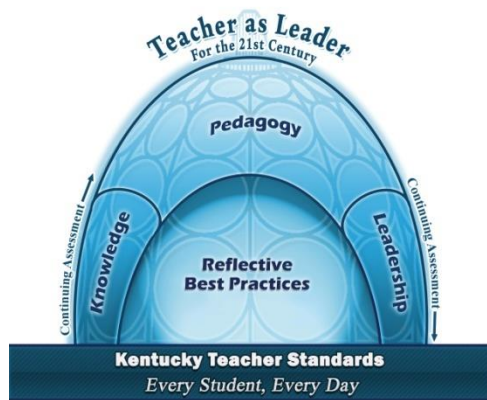 Teacher as Leader
For the 21st Century
Pedagogy
Continuing Assessment
Knowledge
Reflective
Best Practices
Leadership
Continuing Assessment
Kentucky Teacher Standards
Every Student, Every Day